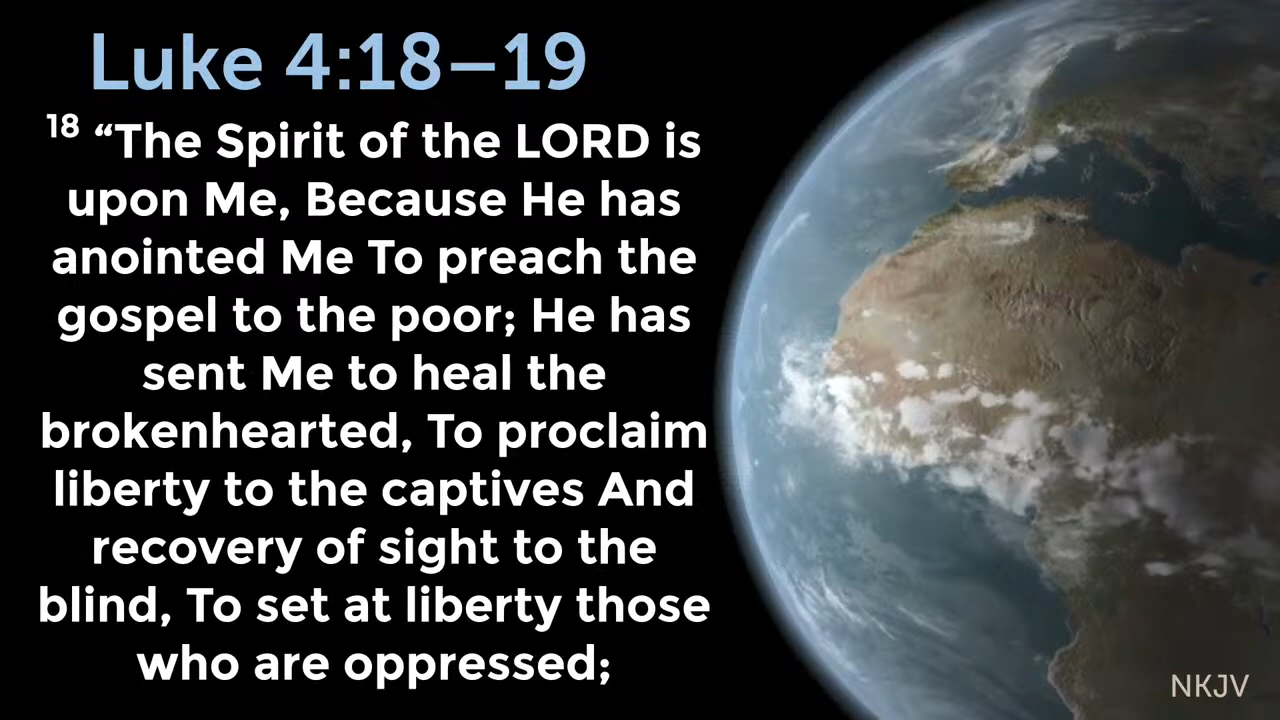 Luke 4:18–19
18 “The Spirit of the LORD is
upon Me, Because He has
anointed Me To preach the
gospel to the poor; He has
sent Me to heal the
brokenhearted, To proclaim
liberty to the captives And
recovery of sight to the
blind, To set at liberty those
who are oppressed;
NKJV